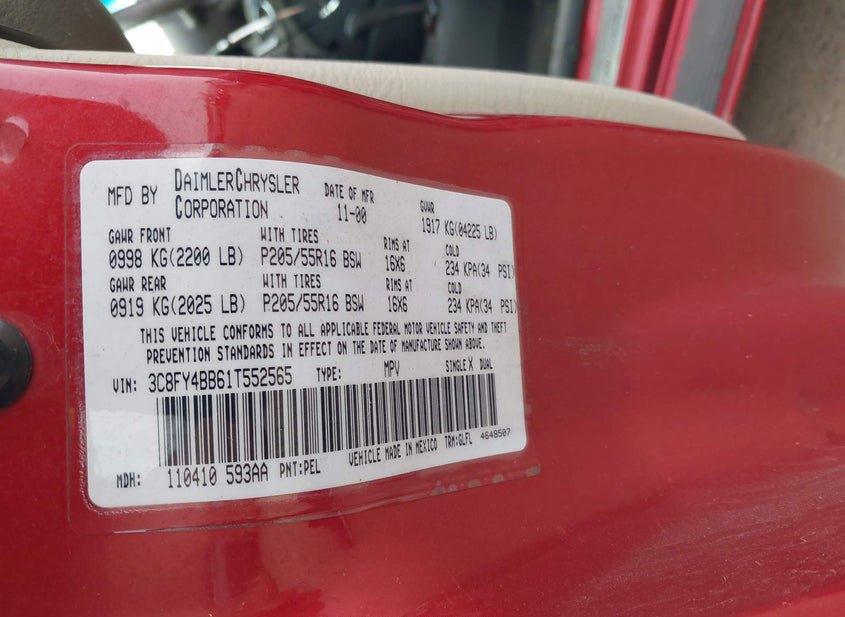 MFD BY DAIMLERCHRYSLER CORPORATION DATE OF MFR 11-00 GVWR 1917 KG(04225 LB)
GAWR FRONT WITH TIRES RIMS AT COLD
0998 KG(2200 LB) P205/55R16 BSW 16X6 234 KPA(34 PSI)
GAWR REAR WITH TIRES RIMS AT COLD
0919 KG(2025 LB) P205/55R16 BSW 16X6 234 KPA(34 PSI)
THIS VEHICLE CONFORMS TO ALL APPLICABLE FEDERAL MOTOR VEHICLE SAFETY AND THEFT
PREVENTION STANDARDS IN EFFECT ON THE DATE OF MANUFACTURE SHOWN ABOVE.
VIN: 3C8FY4BB61T552565 TYPE: MPV SINGLE X DUAL
MDH: 110410 593AA PNT:PEL VEHICLE MADE IN MEXICO TRM:GLFL 4648507